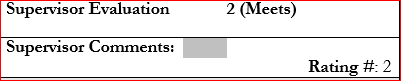 Supervisor Evaluation 2 (Meets)
Supervisor Comments:
Rating #: 2